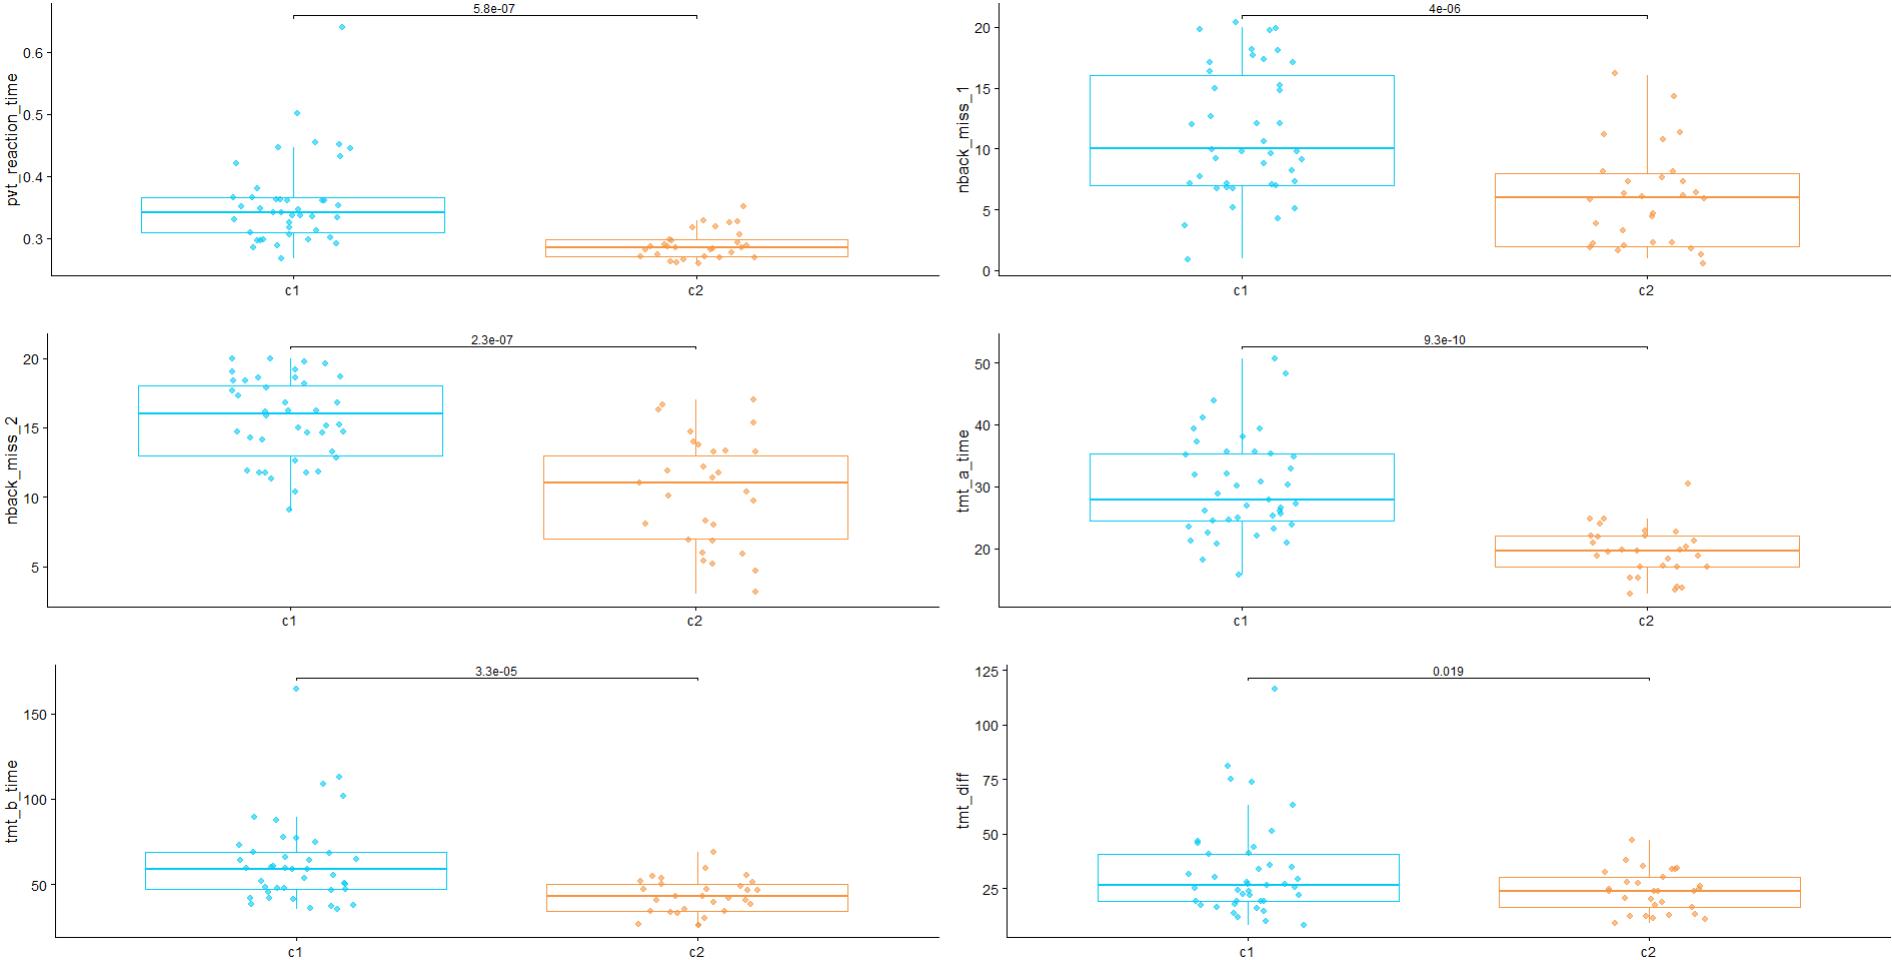 5.8e-07
pvt_reaction_time
0.6
0.5
0.4
0.3
c1
c2
4e-06
nback_miss_1
20
15
10
5
0
c1
c2
2.3e-07
nback_miss_2
20
15
10
5
c1
c2
9.3e-10
tmt_a_time
50
40
30
20
c1
c2
3.3e-05
tmt_b_time
150
100
50
c1
c2
0.019
tmt_diff
125
100
75
50
25
c1
c2